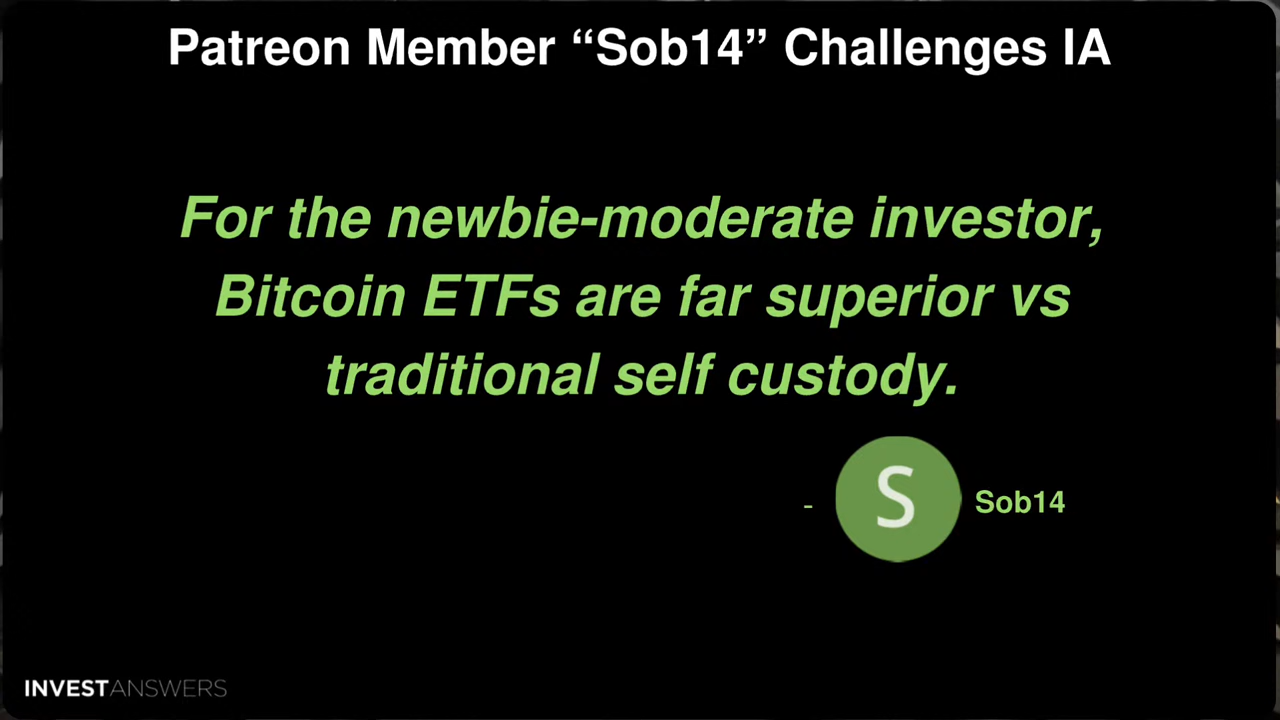 Patreon Member “Sob14” Challenges IA
For the newbie-moderate investor,
Bitcoin ETFs are far superior vs
traditional self custody.
- S Sob14
INVESTANSWERS